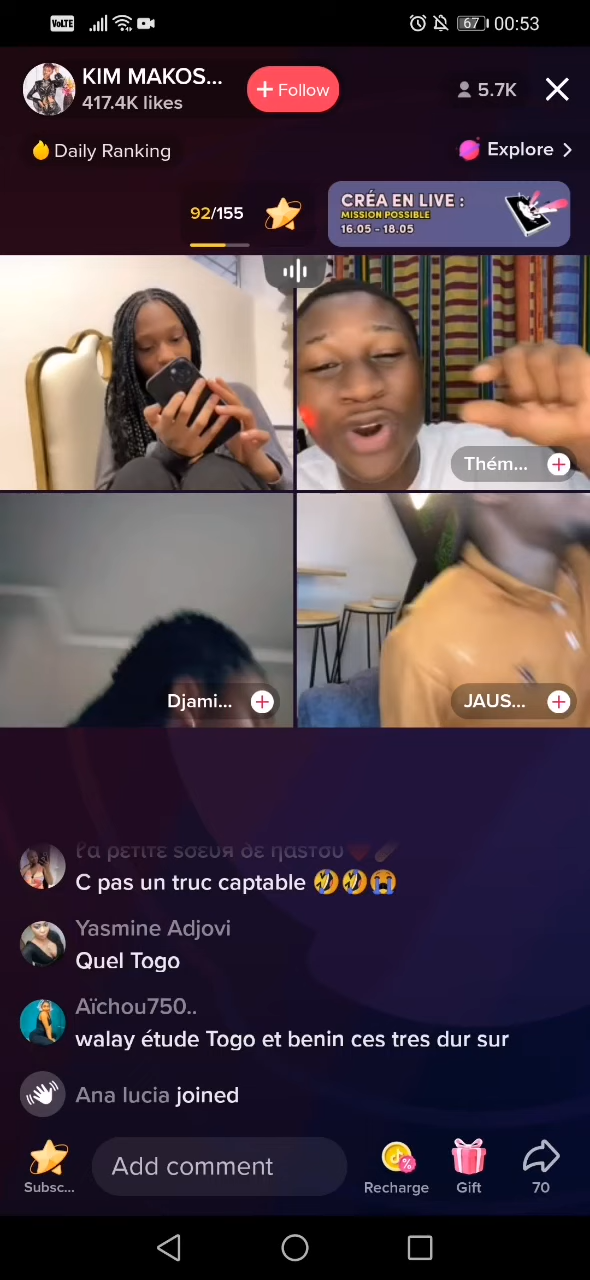 VoLTE
67
00:53
KIM MAKOS...
417.4K likes
+ Follow
5.7K
Daily Ranking
Explore >
92/155
CRÉA EN LIVE :
MISSION POSSIBLE
16.05 - 18.05
Thém...
Djami...
JAUS...
C pas un truc captable 🤣🤣😭
Yasmine Adjovi
Quel Togo
Aïchou750..
walay étude Togo et benin ces tres dur sur
Ana lucia joined
Add comment
Subsc...
Recharge
Gift
70